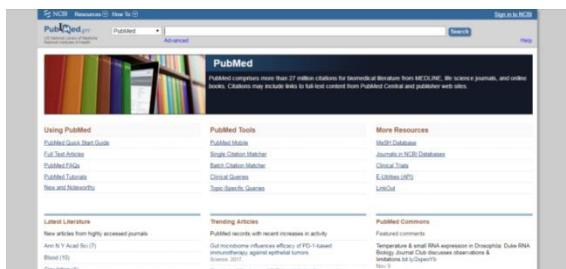 NCBI Resources How To Sign in to NCBI
PubMed.gov
US National Library of Medicine
National Institutes of Health
PubMed
Search
Advanced
Help
PubMed
PubMed comprises more than 27 million citations for biomedical literature from MEDLINE, life science journals, and online
books. Citations may include links to full-text content from PubMed Central and publisher web sites.
Using PubMed
PubMed Quick Start Guide
Full Text Articles
PubMed FAQs
PubMed Tutorials
New and Noteworthy
PubMed Tools
PubMed Mobile
Single Citation Matcher
Batch Citation Matcher
Clinical Queries
Topic-Specific Queries
More Resources
MeSH Database
Journals in NCBI Databases
Clinical Trials
E-Utilities (API)
LinkOut
Latest Literature
New articles from highly accessed journals
Ann N Y Acad Sci (7)
Blood (10)
Trending Articles
PubMed records with recent increases in activity
Gut microbiome influences efficacy of PD-1-based
immunotherapy against epithelial tumors.
Science. 2017.
PubMed Commons
Featured comments
Temperature & small RNA expression in Drosophila: Duke RNA
Biology Journal Club discusses observations &
limitations.
Nov 9